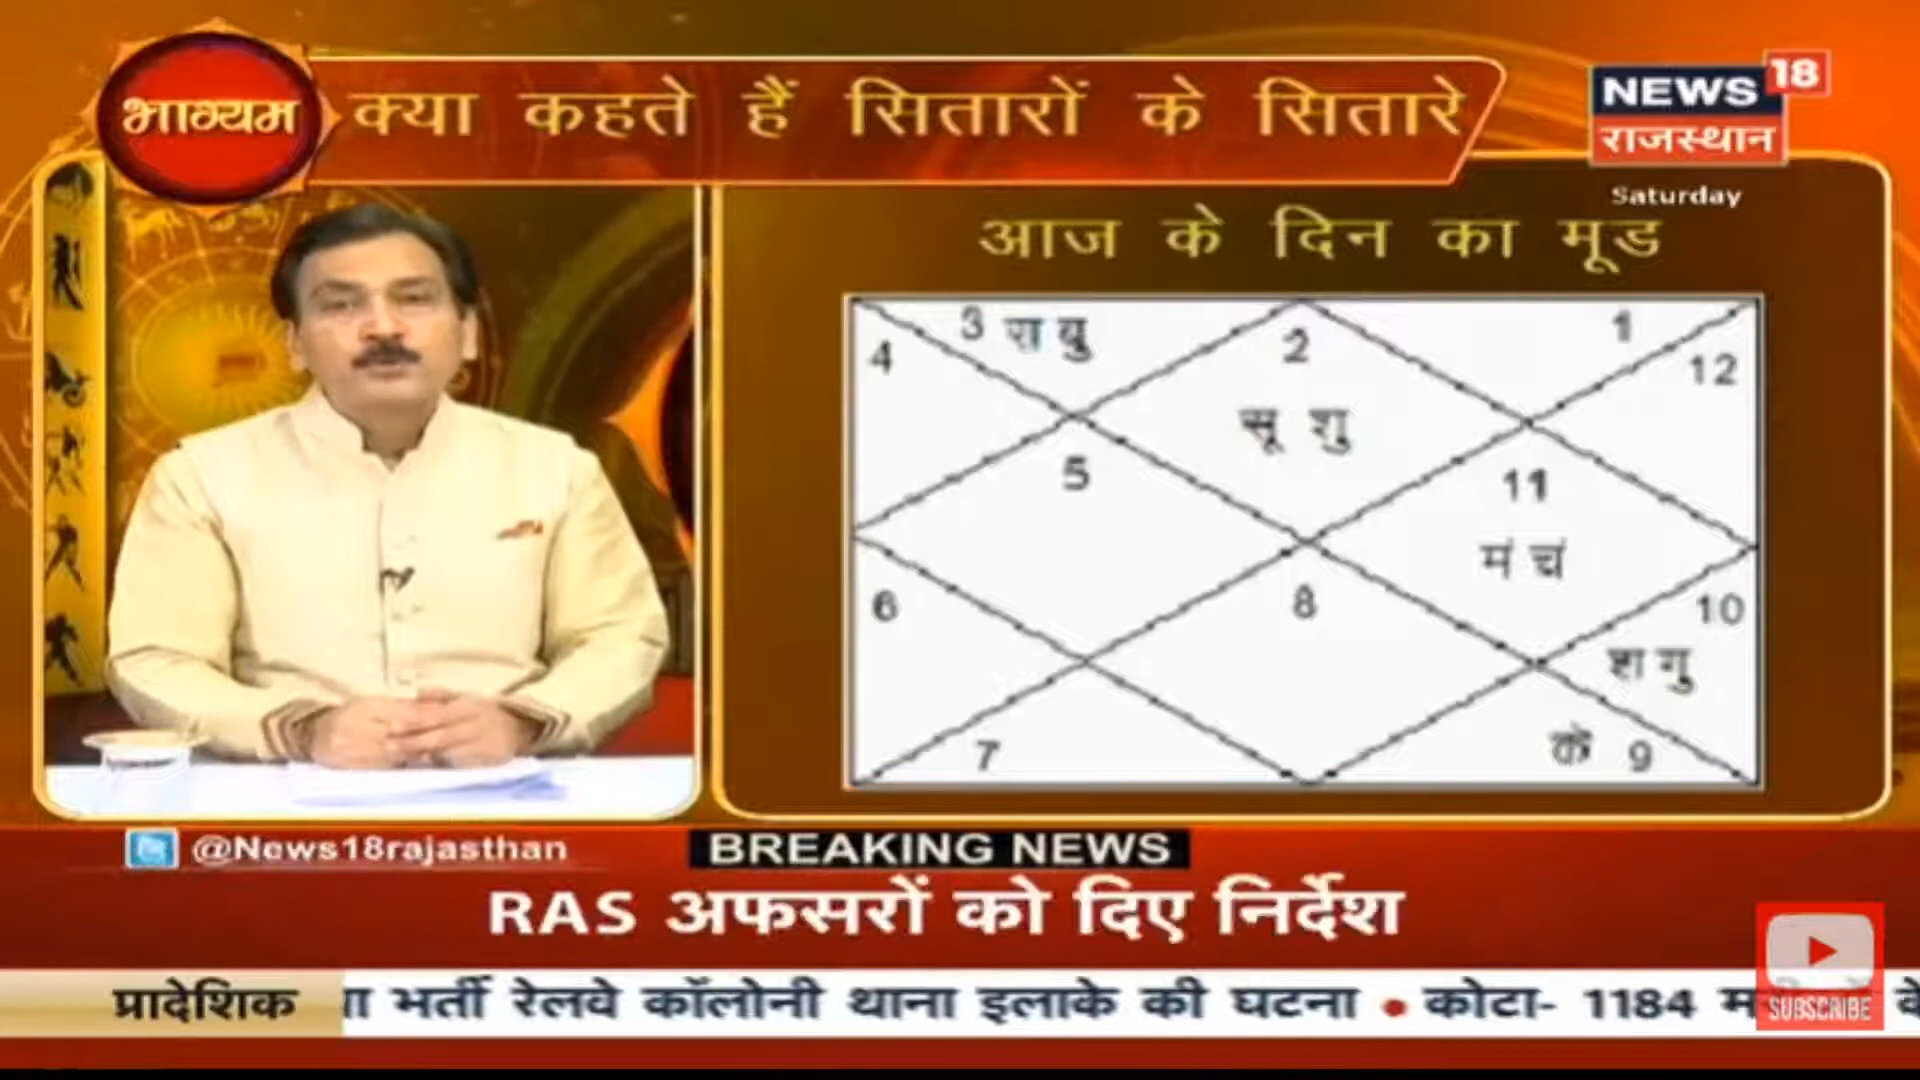 भाग्यम क्या कहते हैं सितारों के सितारे
NEWS 18
राजस्थान
Saturday
आज के दिन का मूड
3 रा बु
2
1
4
12
सू शु
5
11
मं चं
6
8
10
श गु
7
के 9
@News18rajasthan
BREAKING NEWS
RAS अफसरों को दिए निर्देश
प्रादेशिक
भर्ती रेलवे कॉलोनी थाना इलाके की घटना • कोटा- 1184
SUBSCRIBE